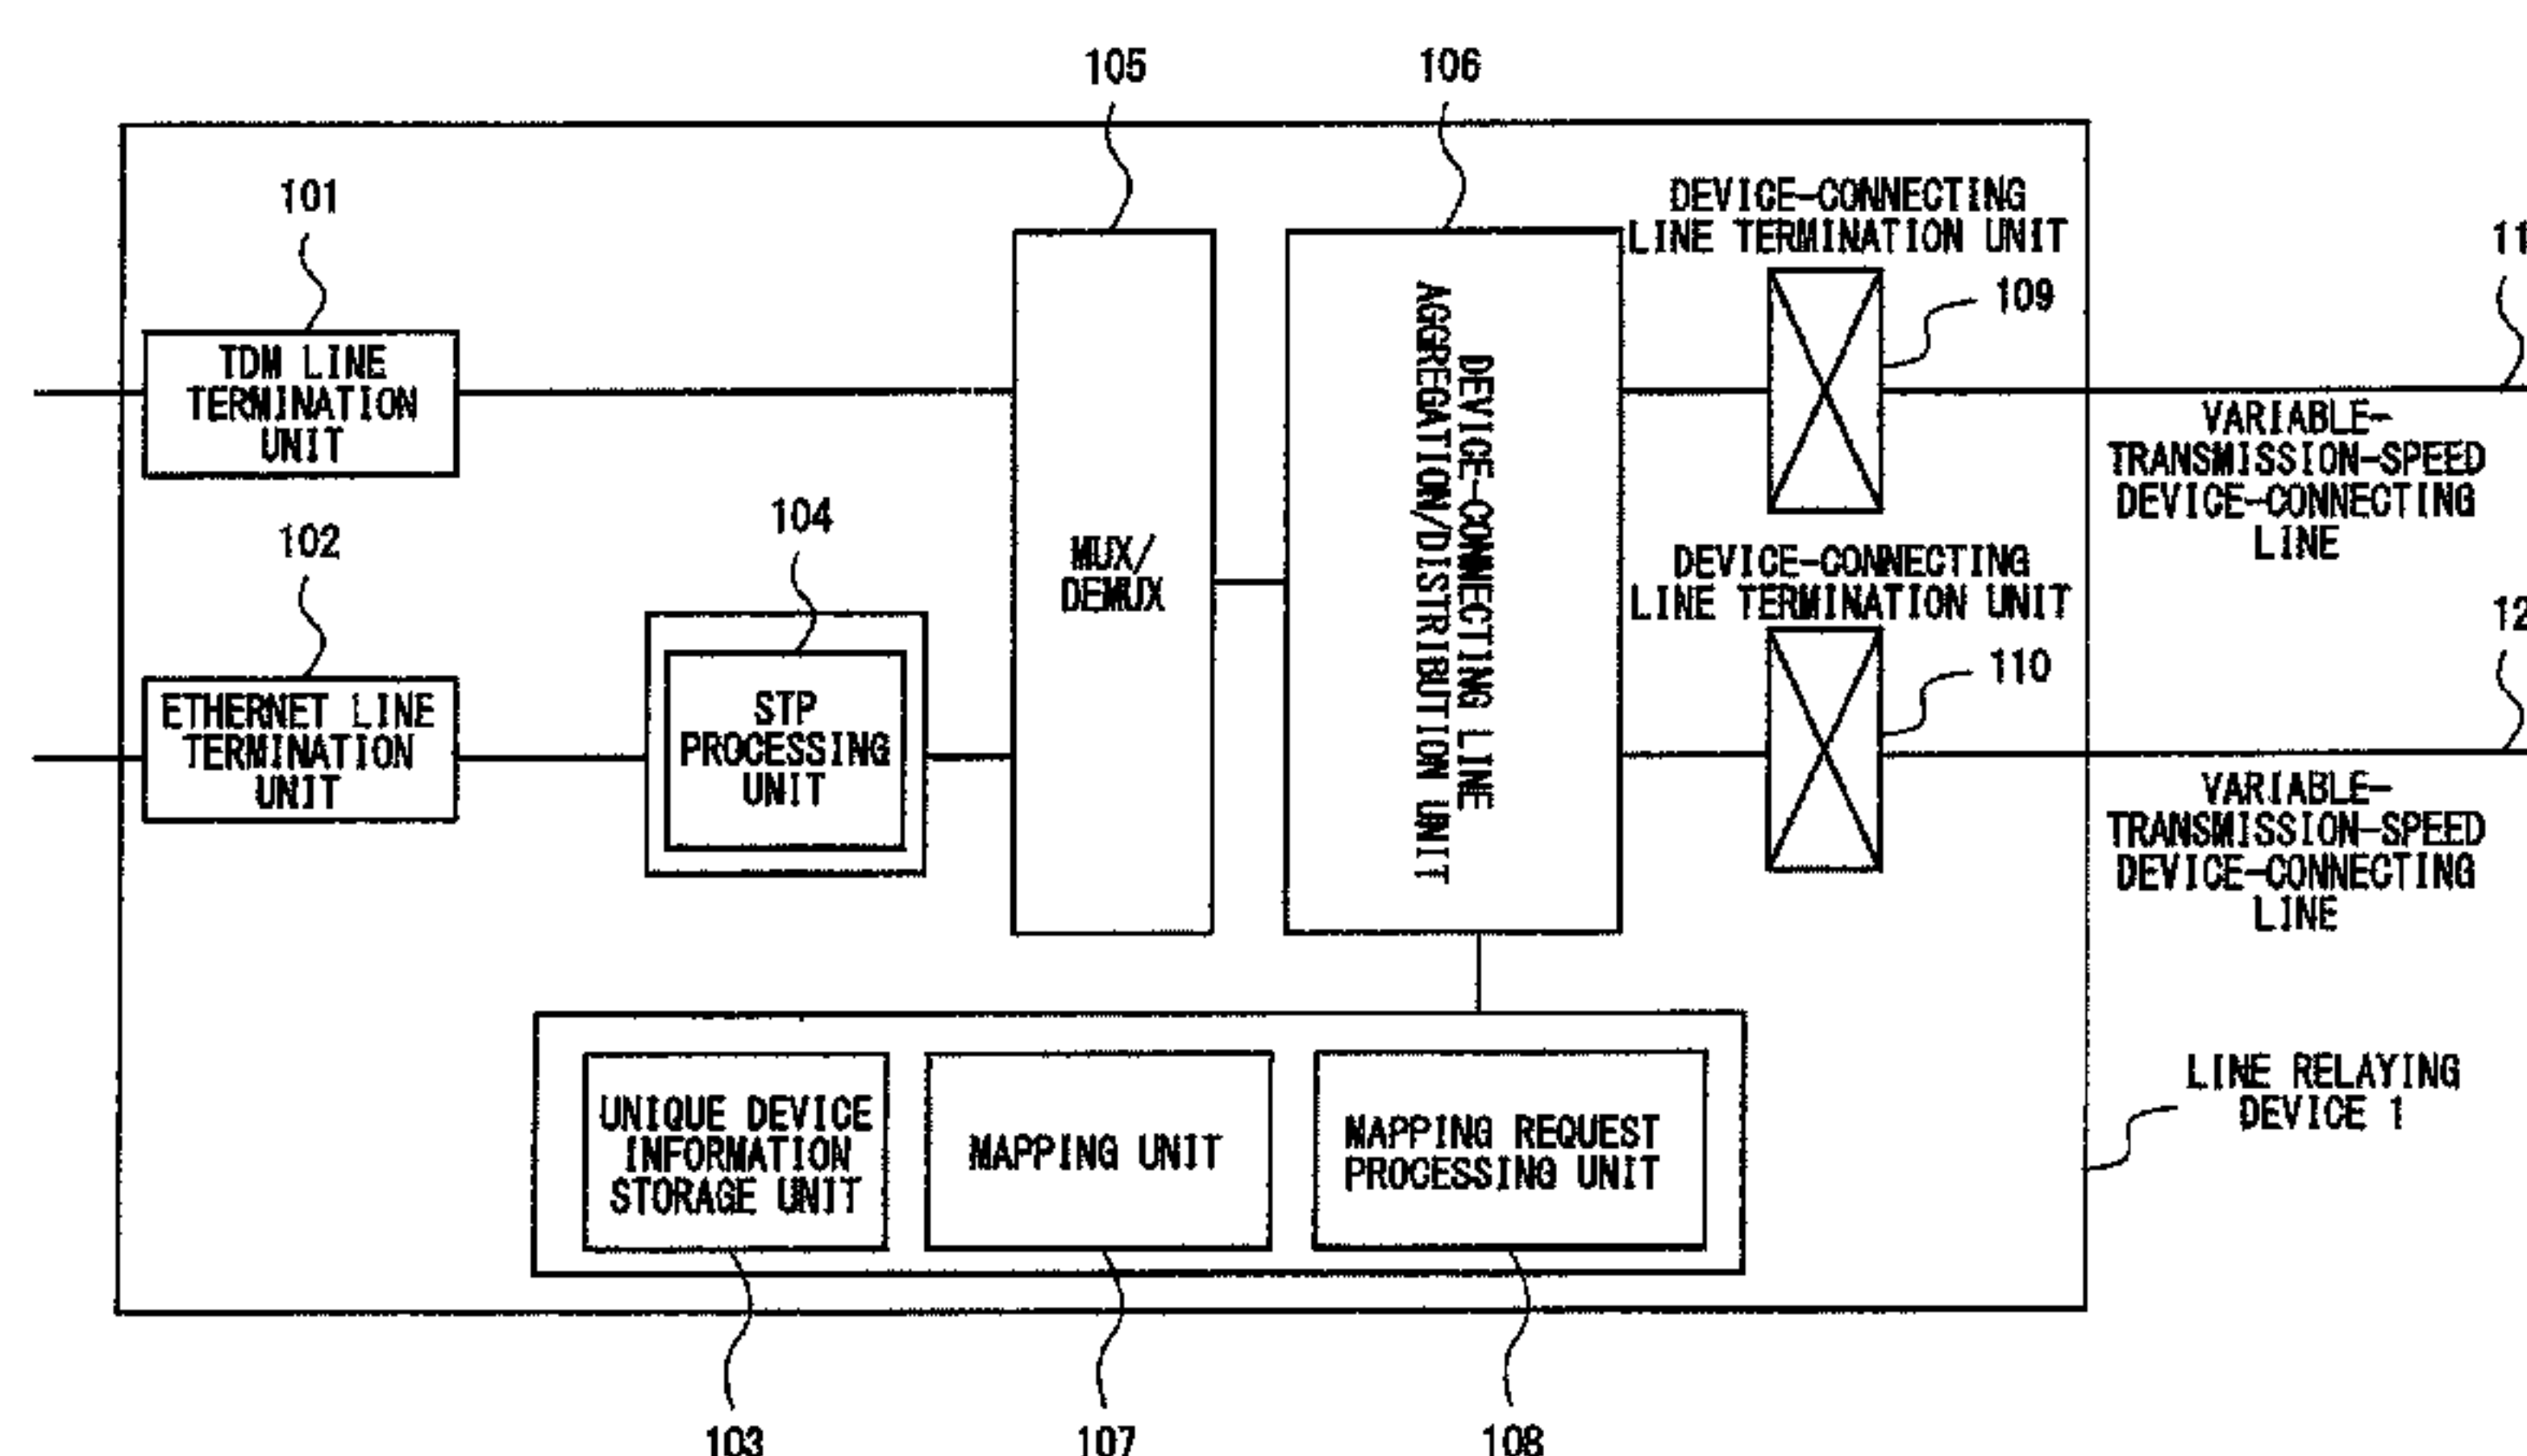 105
106
101
DEVICE-CONNECTING
LINE TERMINATION UNIT
109
11
TDM LINE
TERMINATION
UNIT
VARIABLE-
TRANSMISSION-SPEED
DEVICE-CONNECTING
LINE
102
104
MUX/
DEMUX
DEVICE-CONNECTING LINE
AGGREGATION/DISTRIBUTION UNIT
DEVICE-CONNECTING
LINE TERMINATION UNIT
110
12
ETHERNET LINE
TERMINATION
UNIT
STP
PROCESSING
UNIT
VARIABLE-
TRANSMISSION-SPEED
DEVICE-CONNECTING
LINE
UNIQUE DEVICE
INFORMATION
STORAGE UNIT
MAPPING UNIT
MAPPING REQUEST
PROCESSING UNIT
LINE RELAYING
DEVICE 1
103
107
108